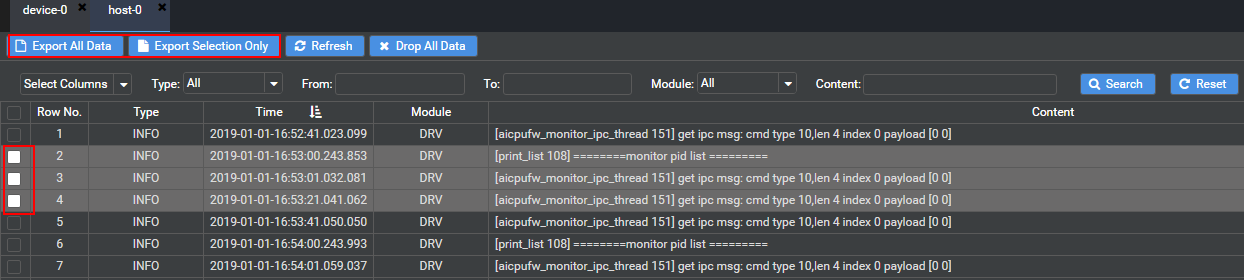 device-0 × host-0 ×
Export All Data Export Selection Only Refresh Drop All Data
Select Columns Type: All From: To: Module: All Content: Search Reset
Row No. Type Time Module Content
1 INFO 2019-01-01-16:52:41.023.099 DRV [aicpufw_monitor_ipc_thread 151] get ipc msg: cmd type 10,len 4 index 0 payload [0 0]
2 INFO 2019-01-01-16:53:00.243.853 DRV [print_list 108] ========monitor pid list =========
3 INFO 2019-01-01-16:53:01.032.081 DRV [aicpufw_monitor_ipc_thread 151] get ipc msg: cmd type 10,len 4 index 0 payload [0 0]
4 INFO 2019-01-01-16:53:21.041.062 DRV [aicpufw_monitor_ipc_thread 151] get ipc msg: cmd type 10,len 4 index 0 payload [0 0]
5 INFO 2019-01-01-16:53:41.050.050 DRV [aicpufw_monitor_ipc_thread 151] get ipc msg: cmd type 10,len 4 index 0 payload [0 0]
6 INFO 2019-01-01-16:54:00.243.993 DRV [print_list 108] ========monitor pid list =========
7 INFO 2019-01-01-16:54:01.059.037 DRV [aicpufw_monitor_ipc_thread 151] get ipc msg: cmd type 10,len 4 index 0 payload [0 0]